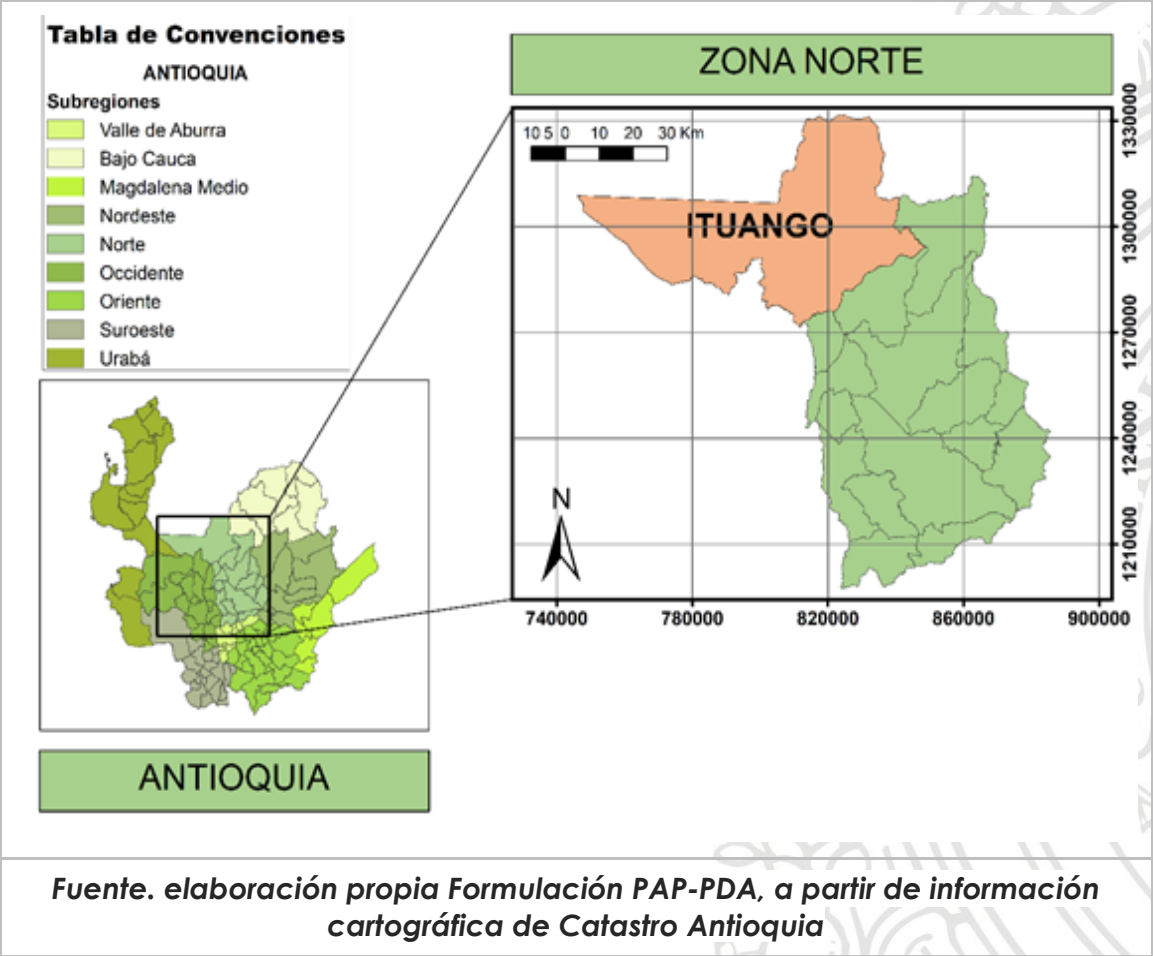 Tabla de Convenciones
ANTIOQUIA
Subregiones
Valle de Aburra
Bajo Cauca
Magdalena Medio
Nordeste
Norte
Occidente
Oriente
Suroeste
Urabá
ANTIOQUIA
ZONA NORTE
10 5 0 10 20 30 Km
ITUANGO
N
1330000
1300000
1270000
1240000
1210000
740000 780000 820000 860000 900000
Fuente. elaboración propia Formulación PAP-PDA, a partir de información
cartográfica de Catastro Antioquia